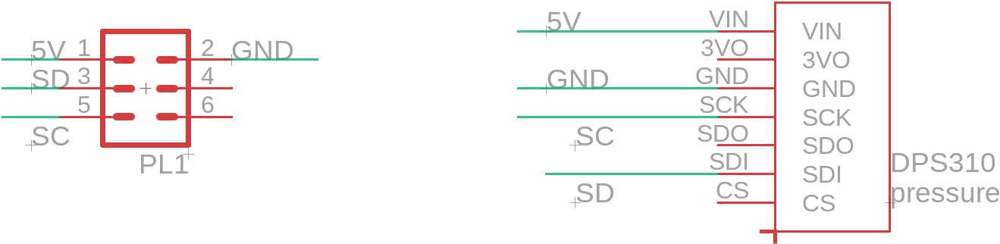 5V 1 2 GND
SD 3 4
5 6
SC
PL1
5V VIN VIN
3VO 3VO
GND GND GND
SCK SCK
SC SDO SDO
SDI SDI DPS310
SD CS CS pressure